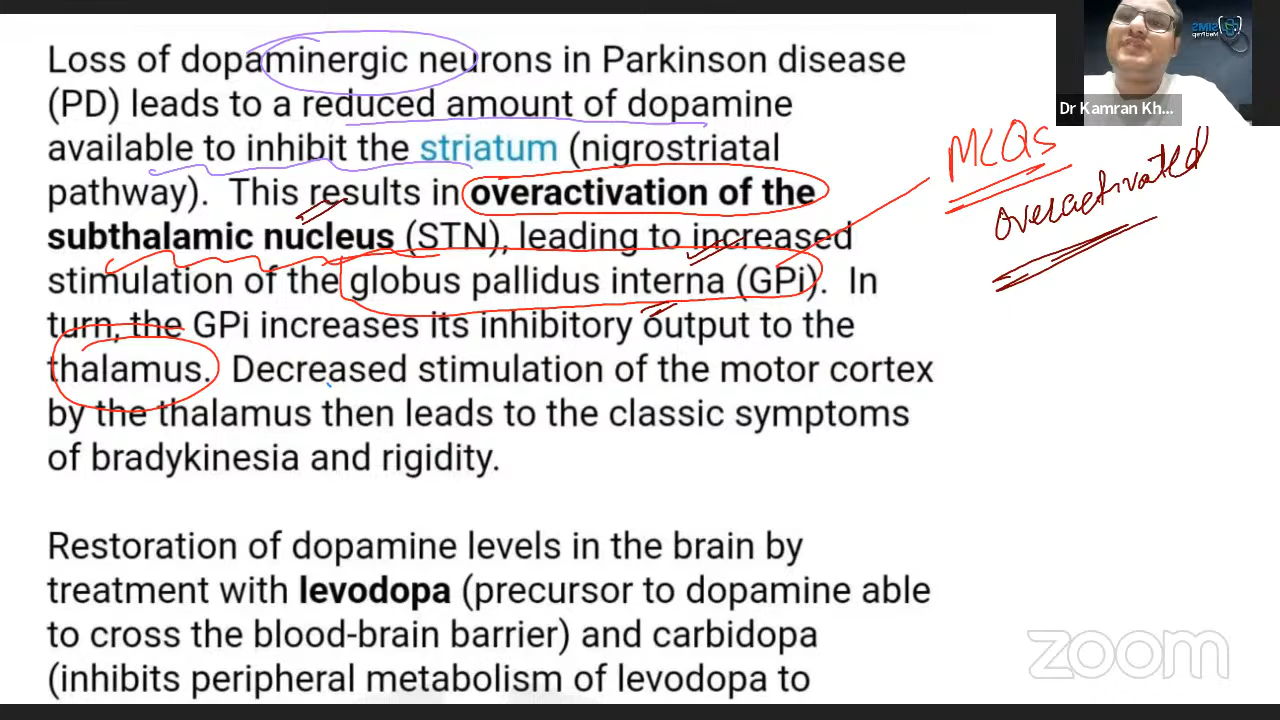 Loss of dopaminergic neurons in Parkinson disease
(PD) leads to a reduced amount of dopamine
available to inhibit the striatum (nigrostriatal
pathway). This results in overactivation of the
subthalamic nucleus (STN), leading to increased
stimulation of the globus pallidus interna (GPi). In
turn, the GPi increases its inhibitory output to the
thalamus. Decreased stimulation of the motor cortex
by the thalamus then leads to the classic symptoms
of bradykinesia and rigidity.
Restoration of dopamine levels in the brain by
treatment with levodopa (precursor to dopamine able
to cross the blood-brain barrier) and carbidopa
(inhibits peripheral metabolism of levodopa to
MCQs
overactivated
Dr Kamran Kh...
SIMS
zoom